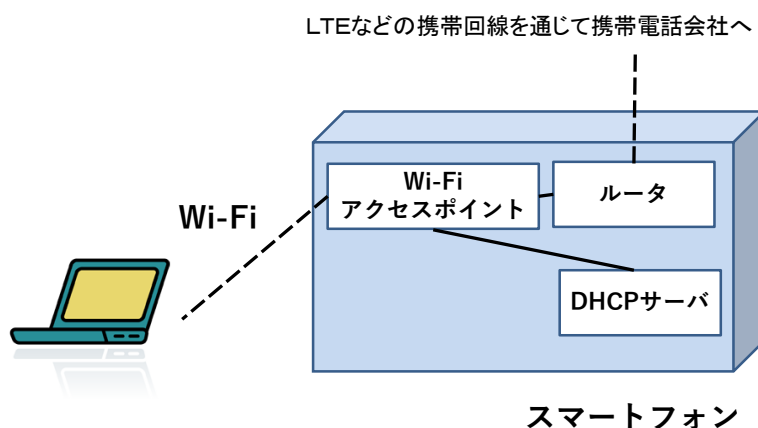 LTEなどの携帯回線を通じて携帯電話会社へ
Wi-Fi
アクセスポイント
ルータ
Wi-Fi
DHCPサーバ
スマートフォン